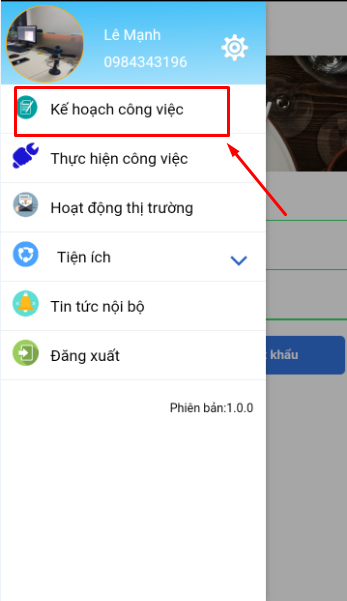 Lê Mạnh
0984343196
Kế hoạch công việc
Thực hiện công việc
Hoạt động thị trường
Tiện ích
Tin tức nội bộ
khẩu
Đăng xuất
Phiên bản:1.0.0